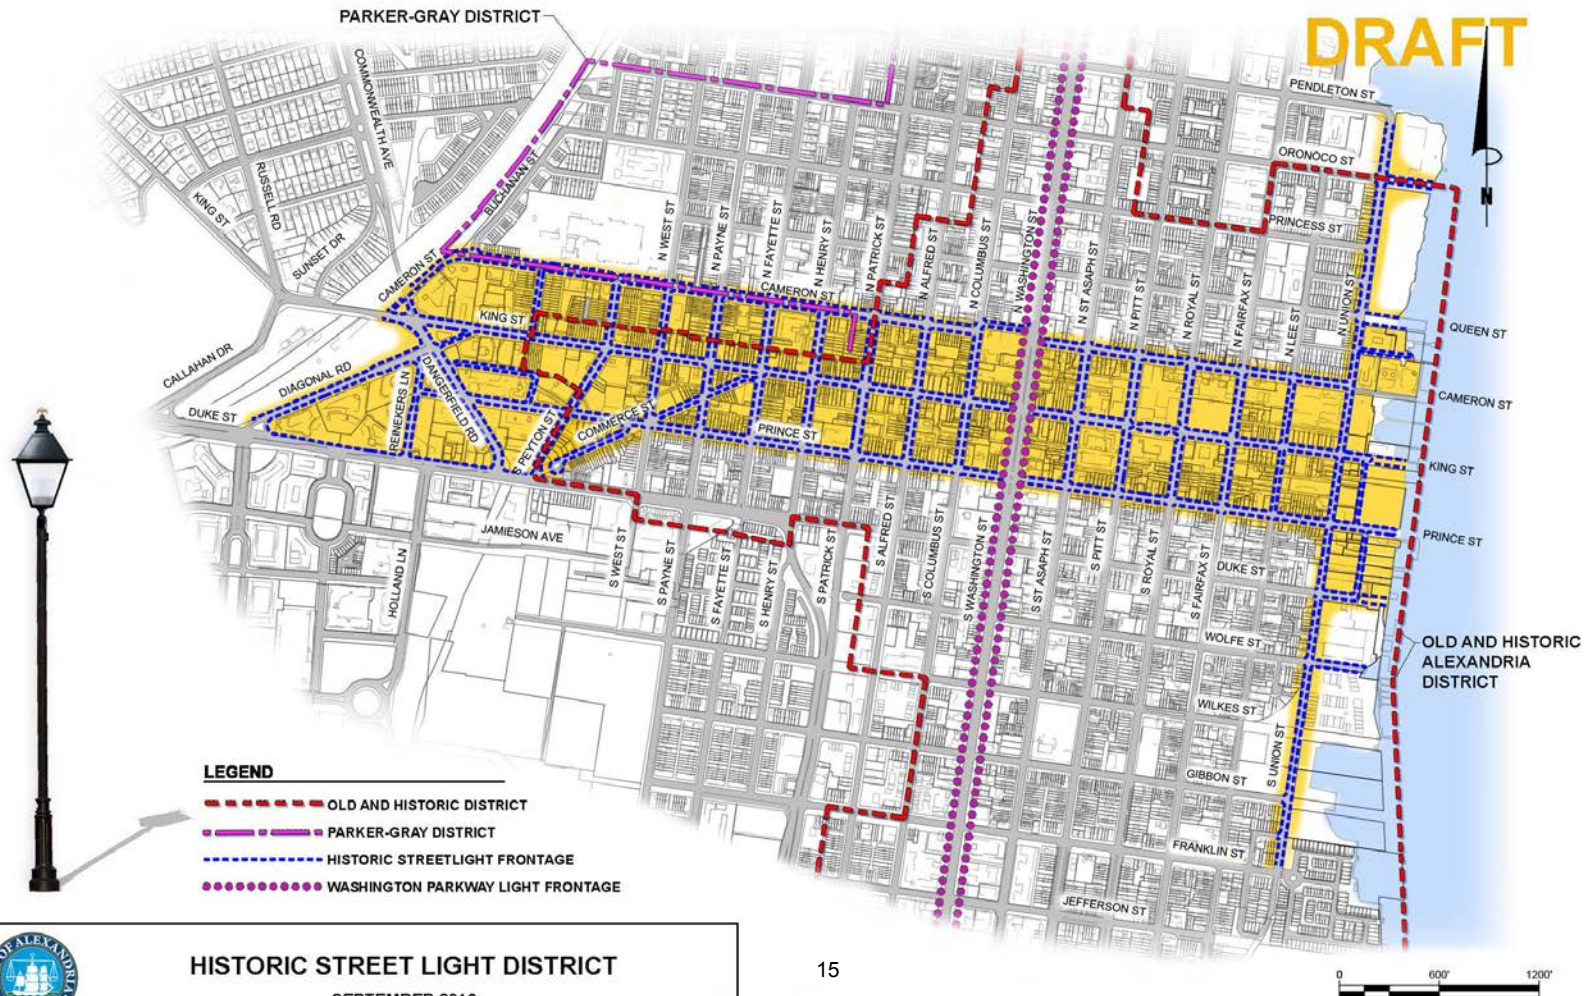 PARKER-GRAY DISTRICT
DRAFT
PENDLETON ST
COMMONWEALTH AVE
ORONOCO ST
BUCHANAN ST
RUSSELL RD
KING ST
SUNSET DR
PRINCESS ST
N WEST ST
N PAYNE ST
N FAYETTE ST
N HENRY ST
N PATRICK ST
N ALFRED ST
N COLUMBUS ST
N WASHINGTON ST
N ST ASAPH ST
N PITT ST
N ROYAL ST
N FAIRFAX ST
N LEE ST
N UNION ST
N
CAMERON ST
CAMERON ST
KING ST
QUEEN ST
CALLAHAN DR
DIAGONAL RD
DANGERFIELD RD
REINEKERS LN
DUKE ST
S PEYTON ST
COMMERCE ST
PRINCE ST
CAMERON ST
KING ST
PRINCE ST
JAMIESON AVE
HOLLAND LN
S WEST ST
S PAYNE ST
S FAYETTE ST
S HENRY ST
S PATRICK ST
S ALFRED ST
S COLUMBUS ST
S WASHINGTON ST
S ST ASAPH ST
S PITT ST
S ROYAL ST
S FAIRFAX ST
DUKE ST
WOLFE ST
OLD AND HISTORIC
ALEXANDRIA
DISTRICT
WILKES ST
S UNION ST
GIBBON ST
FRANKLIN ST
JEFFERSON ST
LEGEND
OLD AND HISTORIC DISTRICT
PARKER-GRAY DISTRICT
HISTORIC STREETLIGHT FRONTAGE
WASHINGTON PARKWAY LIGHT FRONTAGE
OF ALEXANDRIA
HISTORIC STREET LIGHT DISTRICT
15
0 600' 1200'